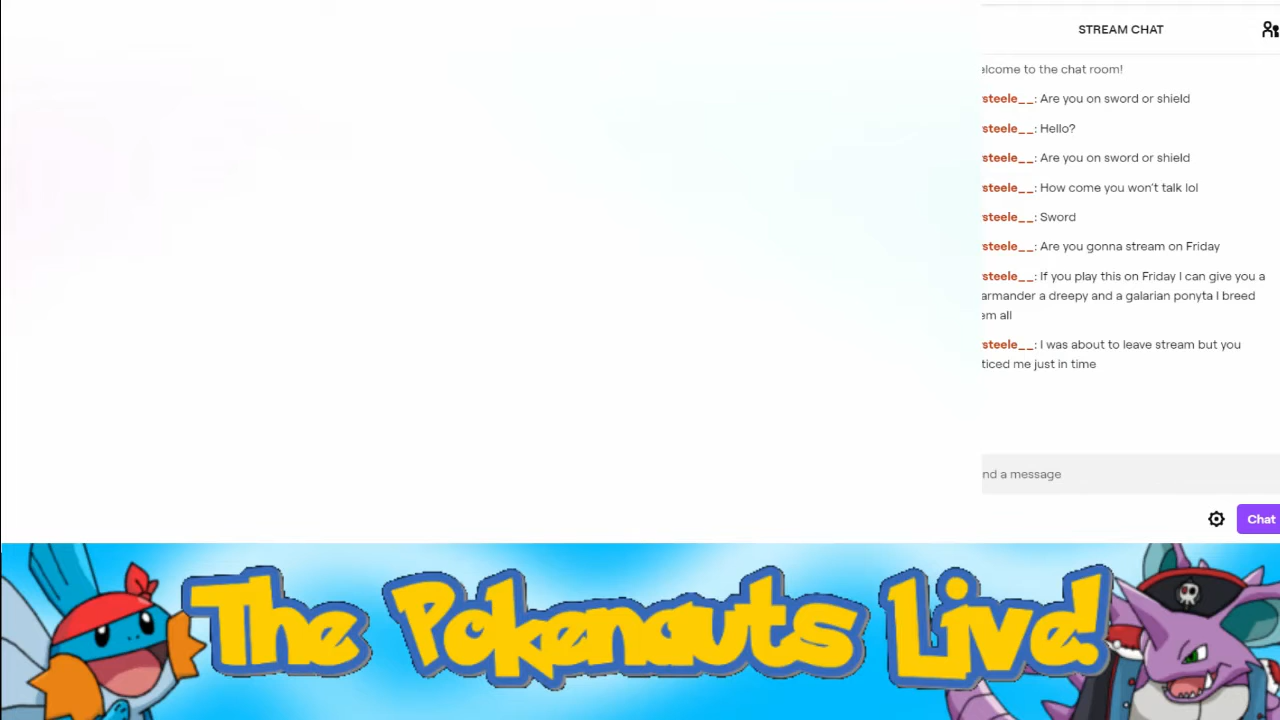 STREAM CHAT
elcome to the chat room!
steele__: Are you on sword or shield
steele__: Hello?
steele__: Are you on sword or shield
steele__: How come you won't talk lol
steele__: Sword
steele__: Are you gonna stream on Friday
steele__: If you play this on Friday I can give you a
armander a dreepy and a galarian ponyta I breed
em all
steele__: I was about to leave stream but you
ticed me just in time
nd a message
Chat
The Pokenauts Live!